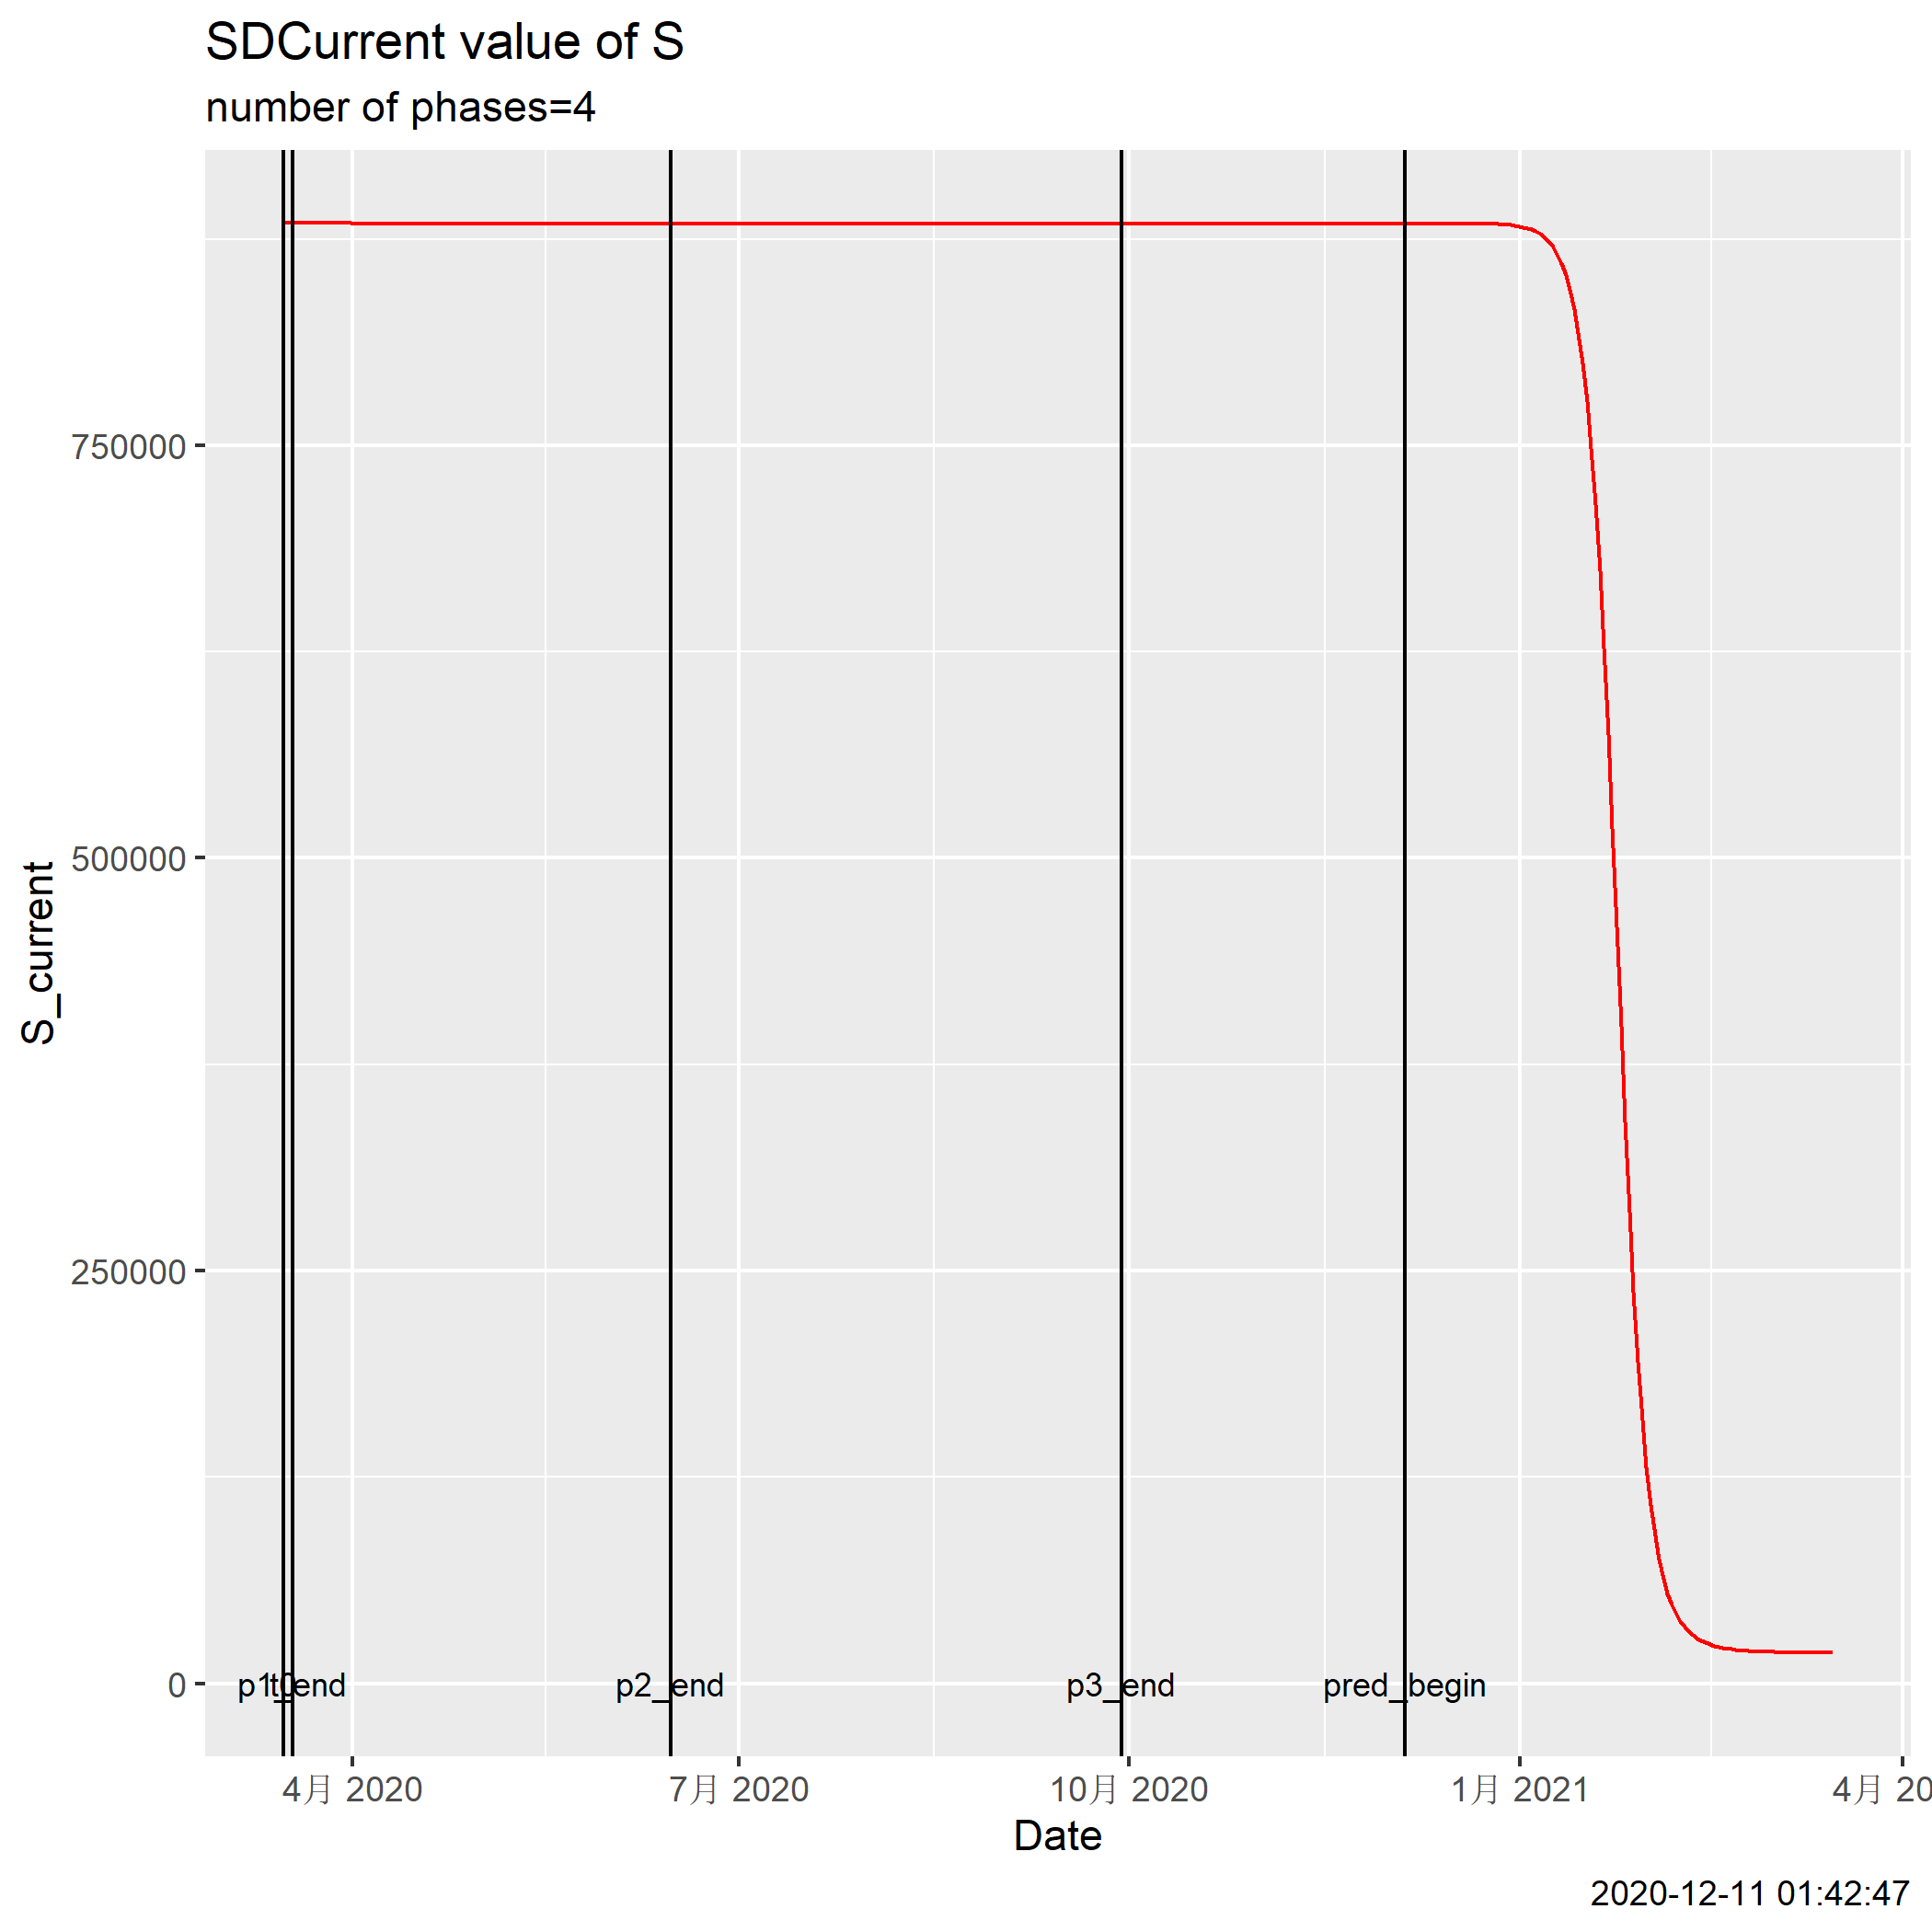 SDCurrent value of S
number of phases=4
S_current
750000
500000
250000
0
p1_end
t0
p2_end
p3_end
pred_begin
4月 2020
7月 2020
10月 2020
1月 2021
4月 20
Date
2020-12-11 01:42:47